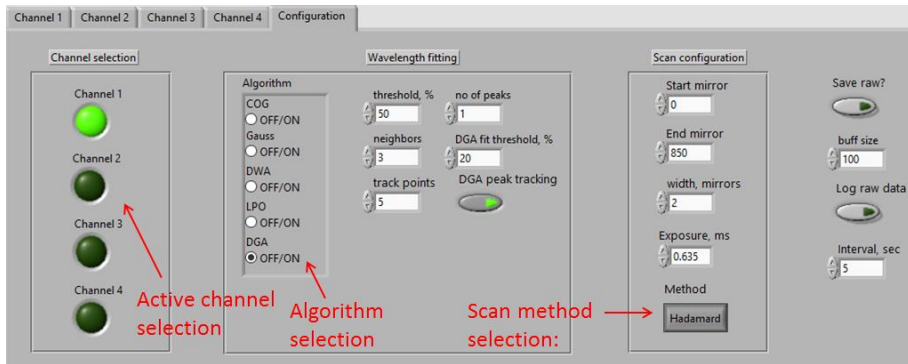 Channel 1 Channel 2 Channel 3 Channel 4 Configuration
Channel selection
Channel 1
Channel 2
Channel 3
Channel 4
Active channel
selection
Wavelength fitting
Algorithm
COG
OFF/ON
Gauss
OFF/ON
DWA
OFF/ON
LPO
OFF/ON
DGA
OFF/ON
Algorithm
selection
threshold, %
50
no of peaks
1
neighbors
3
DGA fit threshold, %
20
track points
5
DGA peak tracking
Scan configuration
Start mirror
0
End mirror
850
width, mirrors
2
Exposure, ms
0.635
Method
Hadamard
Scan method
selection:
Save raw?
buff size
100
Log raw data
Interval, sec
5